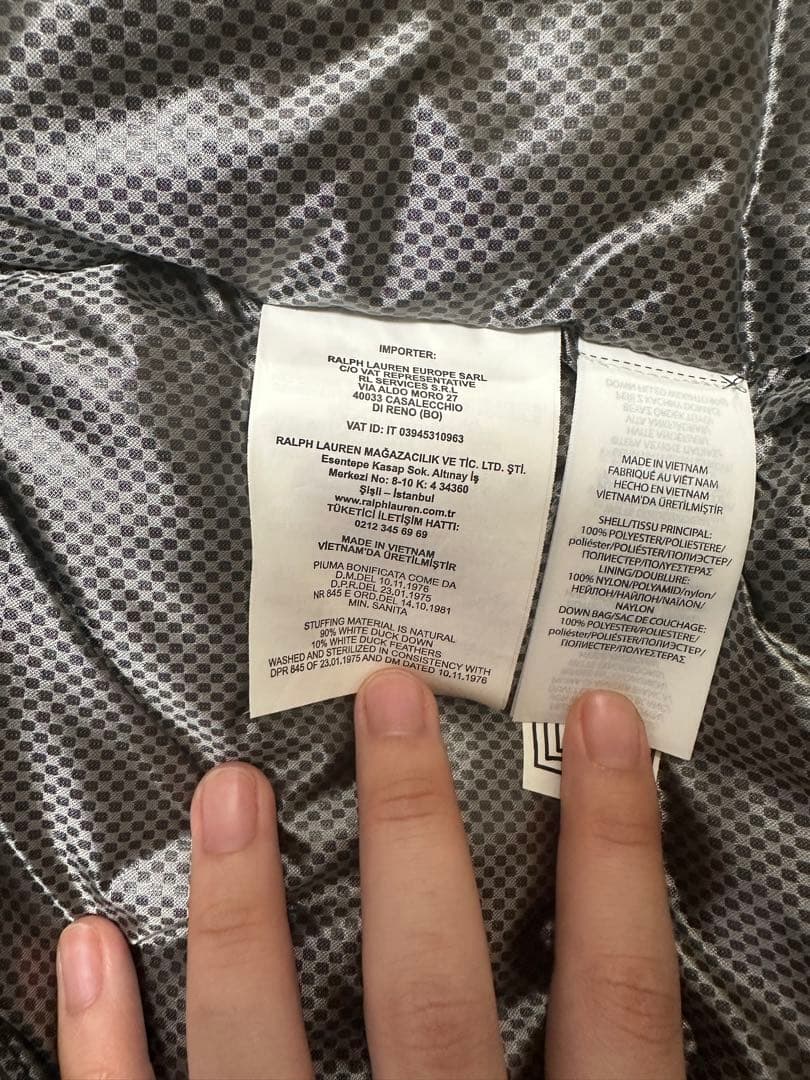 IMPORTER:
RALPH LAUREN EUROPE SARL
C/O VAT REPRESENTATIVE
RL SERVICES S.R.L
VIA ALDO MORO 27
40033 CASALECCHIO
DI RENO (BO)
VAT ID: IT 03945310963
RALPH LAUREN MAĞAZACILIK VE TİC. LTD. ŞTİ.
Esentepe Kasap Sok. Altınay İş
Merkezi No: 8-10 K: 4 34360
Şişli – İstanbul
www.ralphlauren.com.tr
TÜKETİCİ İLETİŞİM HATTI:
0212 345 69 69
MADE IN VIETNAM
VİETNAM'DA ÜRETİLMİŞTİR
PIUMA BONIFICATA COME DA
D.M.DEL 10.11.1976
D.P.R.DEL 23.01.1975
NR 845 E ORD.DEL 14.10.1981
MIN. SANITA
STUFFING MATERIAL IS NATURAL
90% WHITE DUCK DOWN
10% WHITE DUCK FEATHERS
WASHED AND STERILIZED IN CONSISTENCY WITH
DPR 845 OF 23.01.1975 AND DM DATED 10.11.1976
MADE IN VIETNAM
FABRIQUÉ AU VIÊT NAM
HECHO EN VIETNAM
VİETNAM'DA ÜRETİLMİŞTİR
SHELL/TISSU PRINCIPAL:
100% POLYESTER/POLIESTERE/
poliéster/POLIÉSTER/ПОЛИЭСТЕР/
ПОЛИЕСТЕР/ΠΟΛΥΕΣΤΕΡΑΣ
LINING/DOUBLURE:
100% NYLON/POLYAMID/nylon/
НЕЙЛОН/НАЙЛОН/ΝΑΪΛΟΝ/
NAYLON
DOWN BAG/SAC DE COUCHAGE:
100% POLYESTER/POLIESTERE/
poliéster/POLIÉSTER/ПОЛИЭСТЕР/
ПОЛИЕСТЕР/ΠΟΛΥΕΣΤΕΡΑΣ